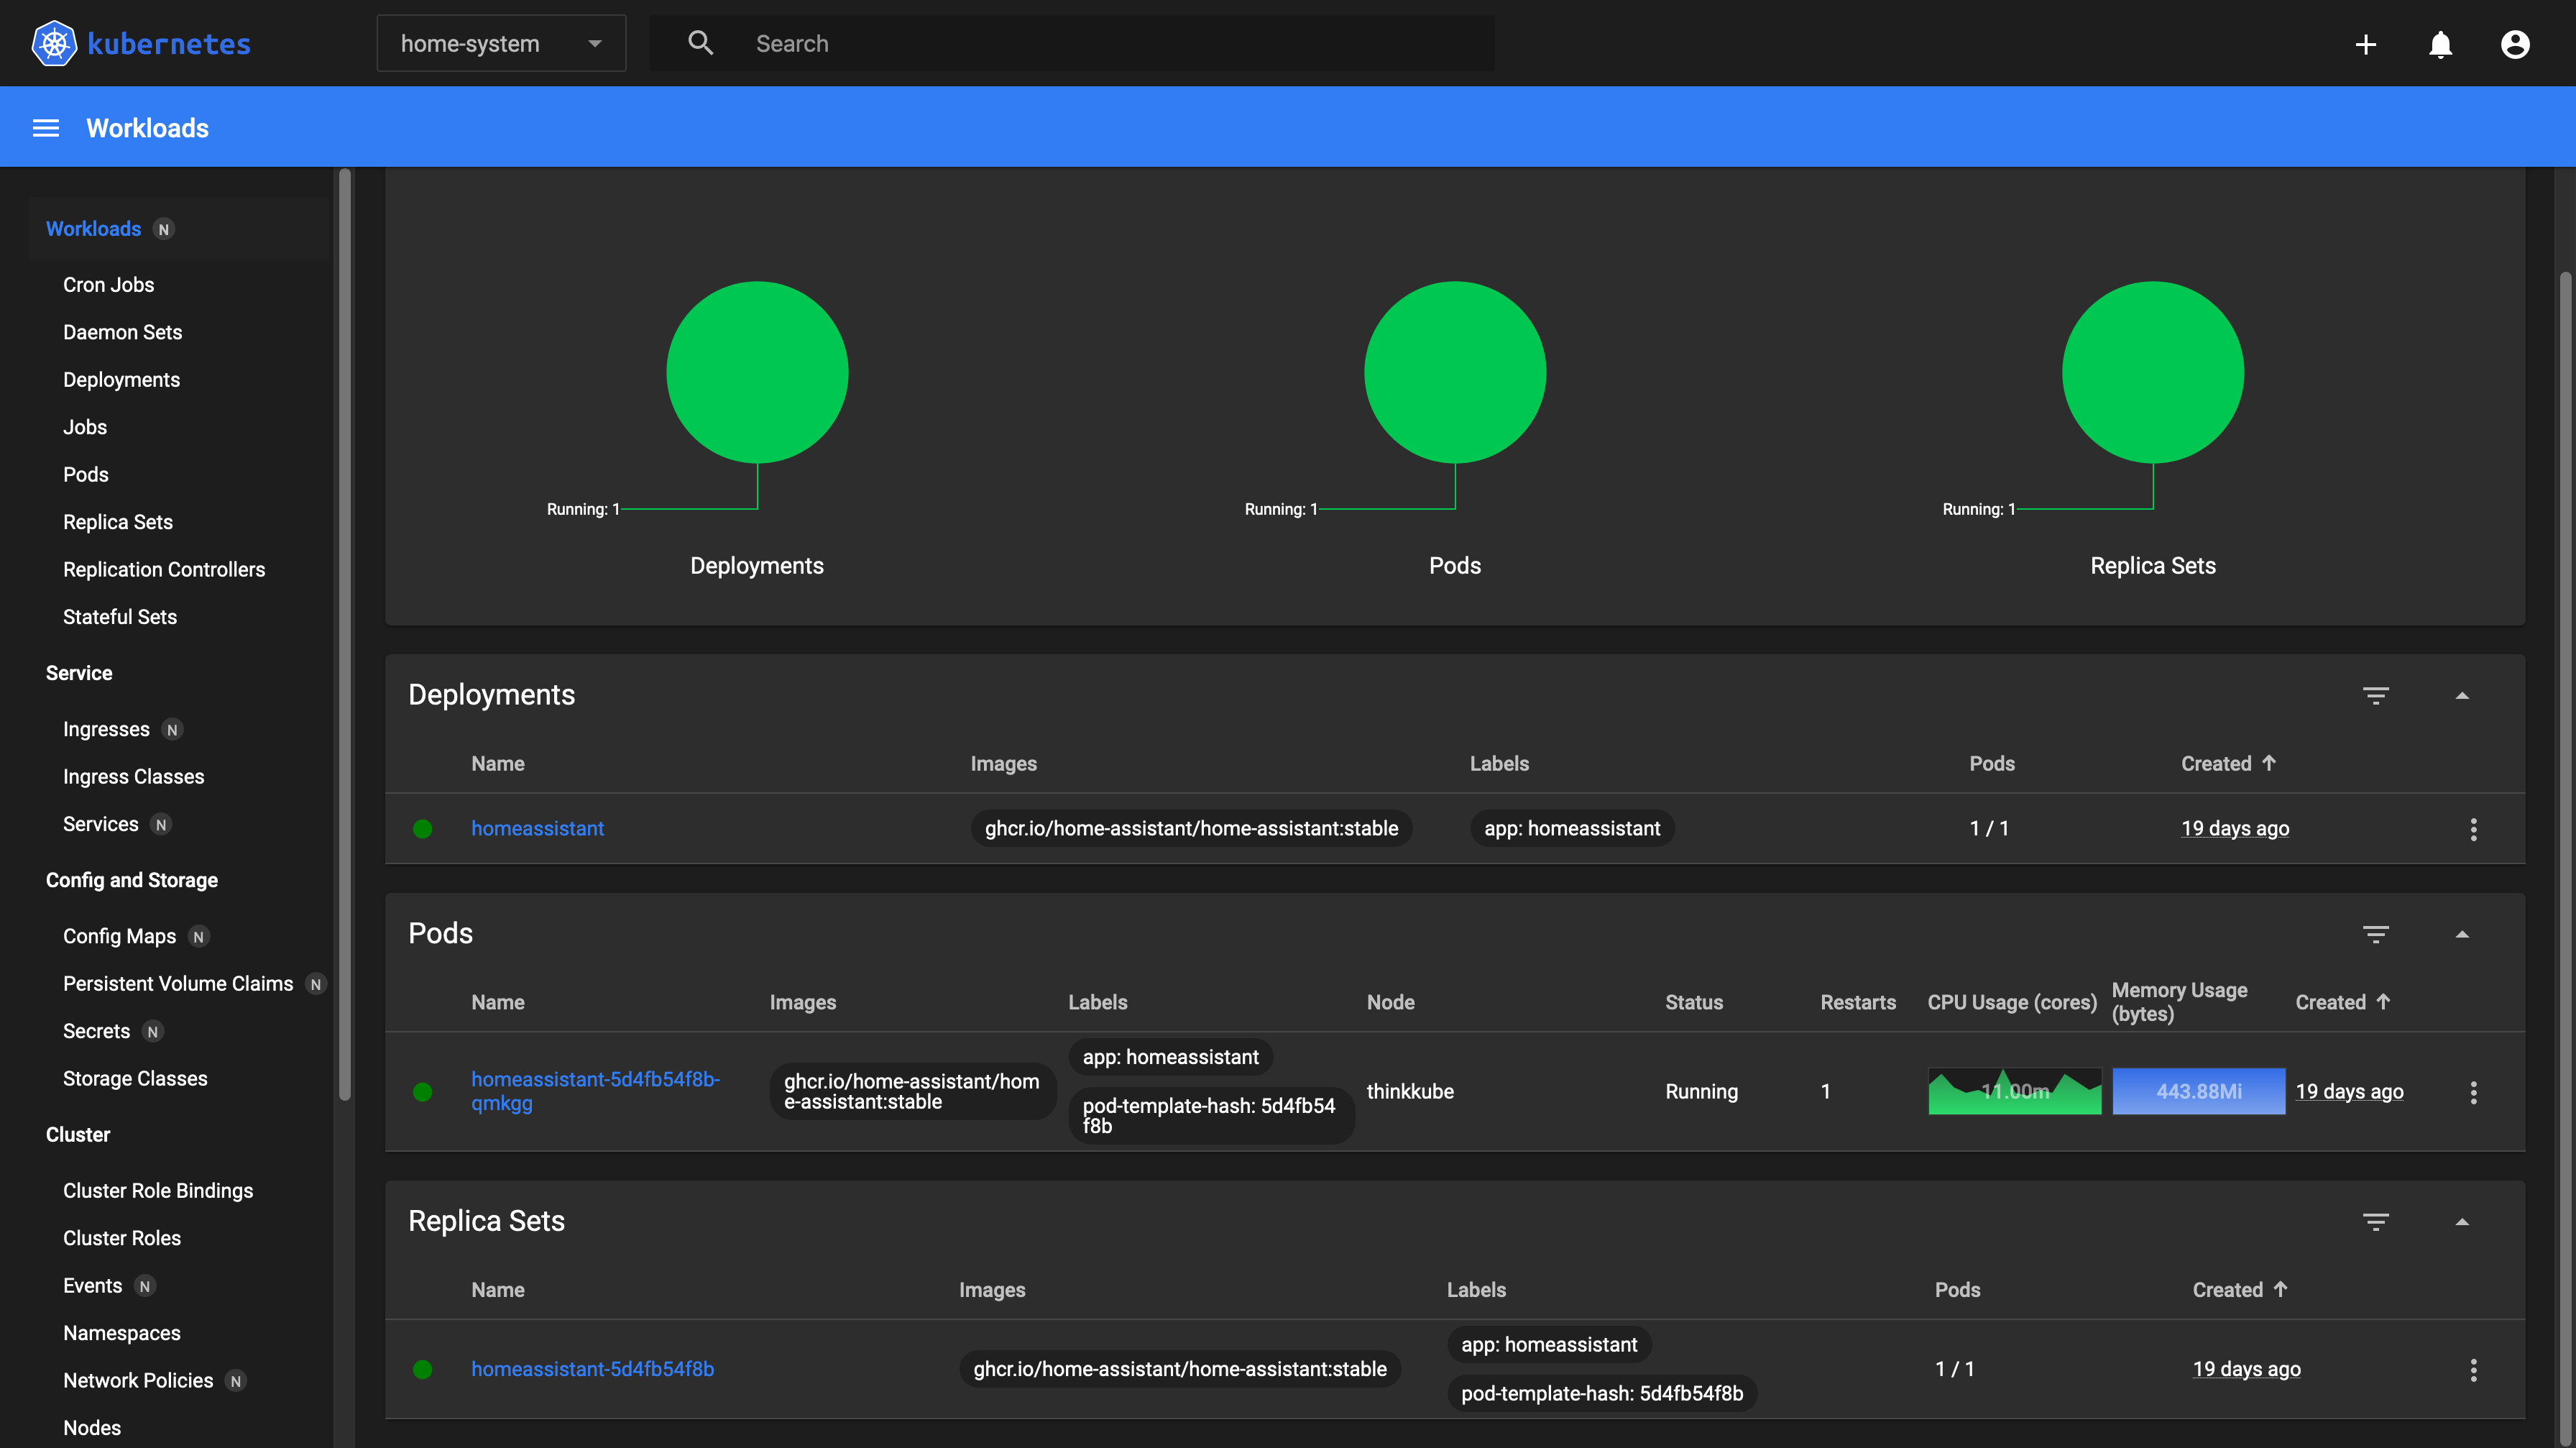 kubernetes
home-system
Search
Workloads
Workloads N
Cron Jobs
Daemon Sets
Deployments
Jobs
Pods
Replica Sets
Replication Controllers
Stateful Sets
Service
Ingresses N
Ingress Classes
Services N
Config and Storage
Config Maps N
Persistent Volume Claims N
Secrets N
Storage Classes
Cluster
Cluster Role Bindings
Cluster Roles
Events N
Namespaces
Network Policies N
Nodes
Running: 1
Deployments
Running: 1
Pods
Running: 1
Replica Sets
Deployments
Name Images Labels Pods Created
homeassistant ghcr.io/home-assistant/home-assistant:stable app: homeassistant 1 / 1 19 days ago
Pods
Name Images Labels Node Status Restarts CPU Usage (cores) Memory Usage
(bytes) Created
homeassistant-5d4fb54f8b-
qmkgg
ghcr.io/home-assistant/hom
e-assistant:stable
app: homeassistant
pod-template-hash: 5d4fb54
f8b
thinkkube Running 1 11.00m 443.88Mi 19 days ago
Replica Sets
Name Images Labels Pods Created
homeassistant-5d4fb54f8b ghcr.io/home-assistant/home-assistant:stable
app: homeassistant
pod-template-hash: 5d4fb54f8b
1 / 1 19 days ago